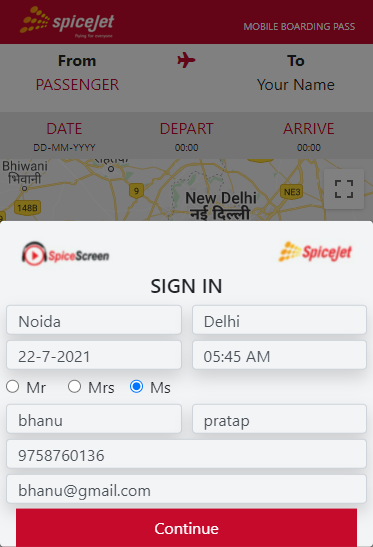 spicejet
flying for everyone
MOBILE BOARDING PASS
From To
PASSENGER Your Name
DATE DEPART ARRIVE
DD-MM-YYYY 00:00 00:00
Bhiwani
भिवानी
9
NE3
148B
New Delhi
नई दिल्ली
SpiceScreen
SpiceJet
SIGN IN
Noida Delhi
22-7-2021 05:45 AM
Mr Mrs Ms
bhanu pratap
9758760136
bhanu@gmail.com
Continue